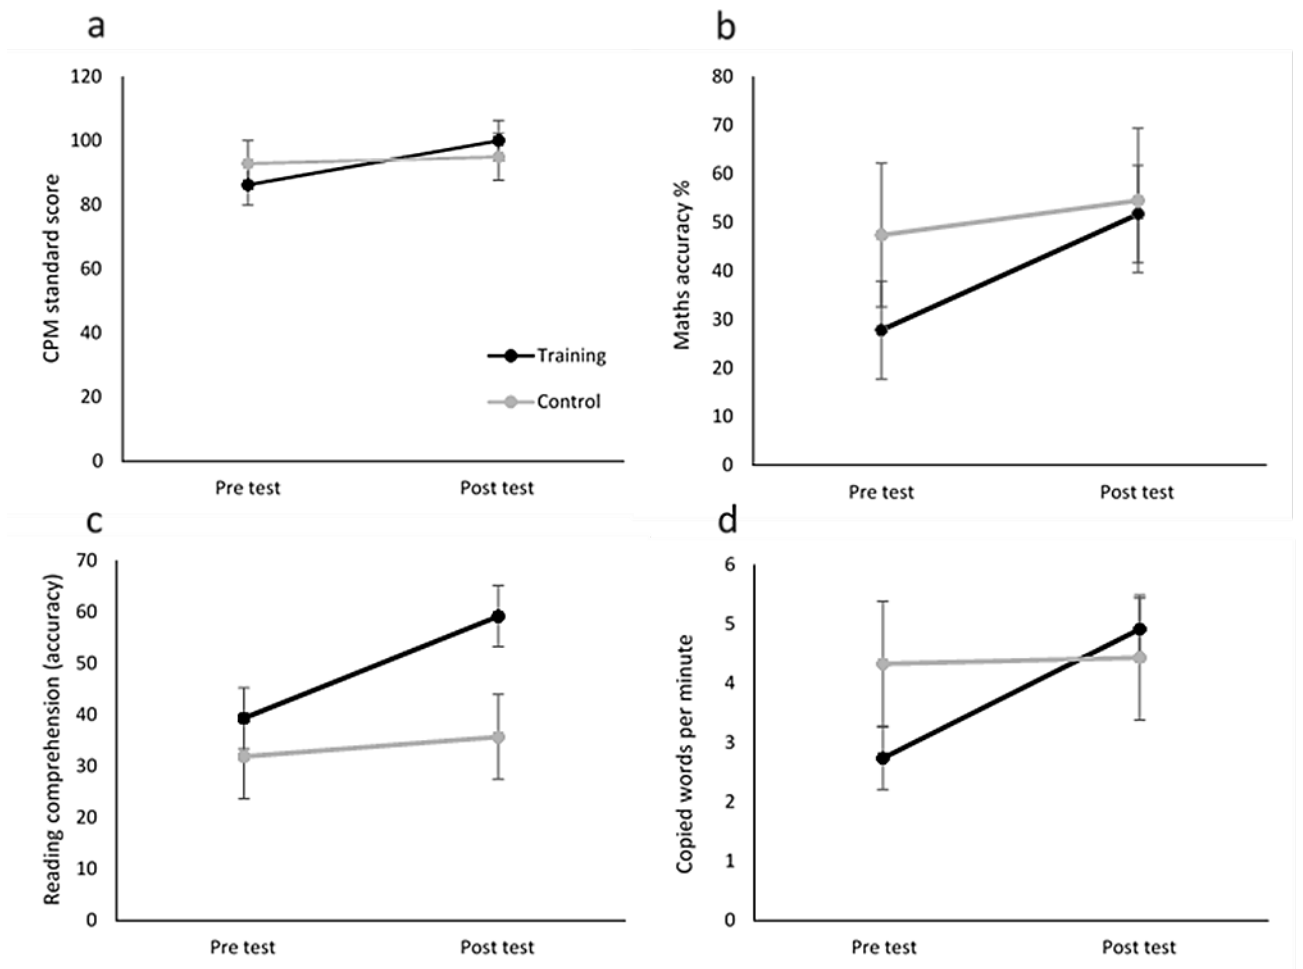 a
CPM standard score
120
100
80
60
40
20
0
Pre test
Post test
Training
Control
b
Maths accuracy %
80
70
60
50
40
30
20
10
0
Pre test
Post test
c
Reading comprehension (accuracy)
70
60
50
40
30
20
10
0
Pre test
Post test
d
Copied words per minute
6
5
4
3
2
1
0
Pre test
Post test